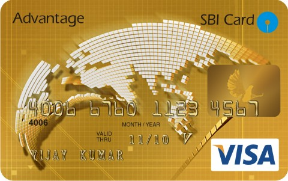 Advantage SBI Card
4006 6760 1123 4567
4006 MONTH / YEAR
VALID THRU 11/10
VIJAY KUMAR
VISA